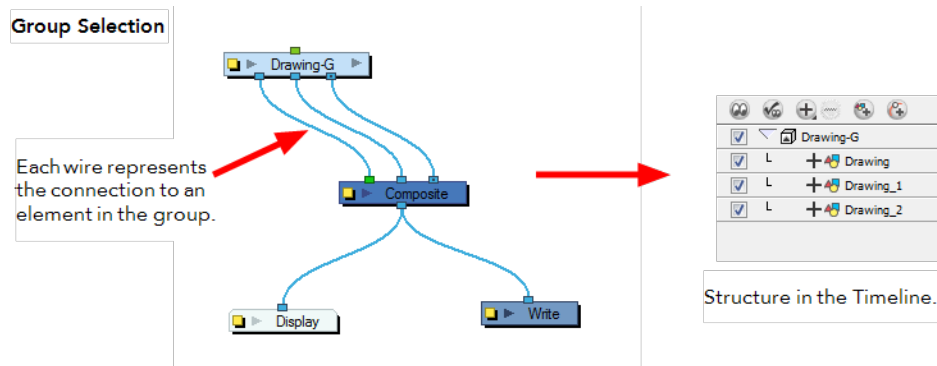 Group Selection
Drawing-G
Each wire represents
the connection to an
element in the group.
Composite
Display
Write
Drawing-G
Drawing
Drawing_1
Drawing_2
Structure in the Timeline.